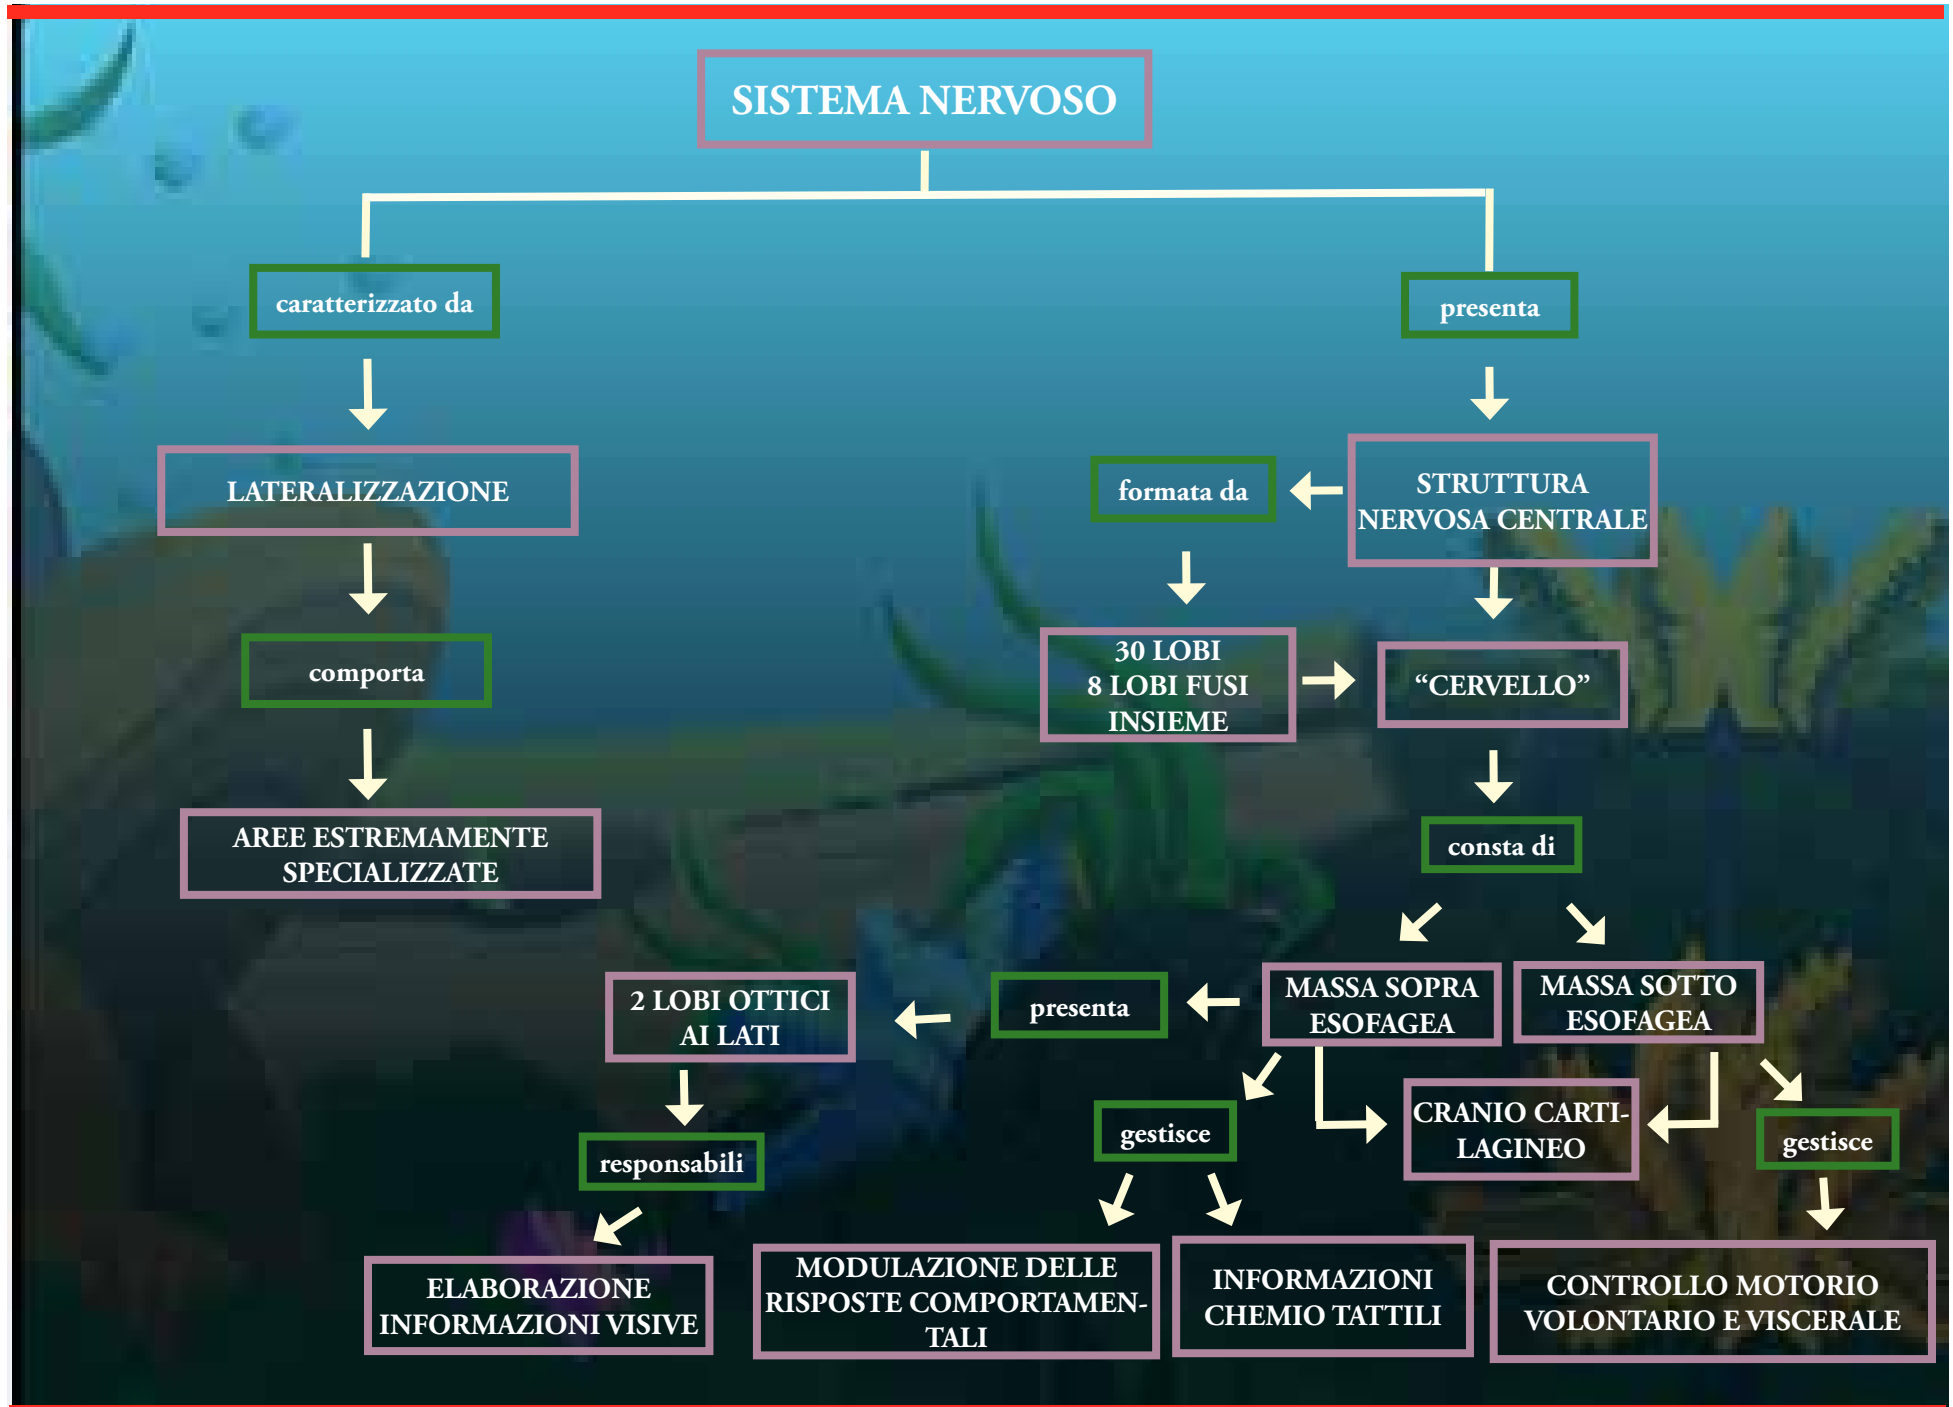 SISTEMA NERVOSO
caratterizzato da
presenta
LATERALIZZAZIONE
formata da
STRUTTURA
NERVOSA CENTRALE
comporta
30 LOBI
8 LOBI FUSI
INSIEME
“CERVELLO”
AREE ESTREMAMENTE
SPECIALIZZATE
consta di
2 LOBI OTTICI
AI LATI
presenta
MASSA SOPRA
ESOFAGEA
MASSA SOTTO
ESOFAGEA
responsabili
gestisce
CRANIO CARTI-
LAGINEO
gestisce
ELABORAZIONE
INFORMAZIONI VISIVE
MODULAZIONE DELLE
RISPOSTE COMPORTAMEN-
TALI
INFORMAZIONI
CHEMIO TATTILI
CONTROLLO MOTORIO
VOLONTARIO E VISCERALE